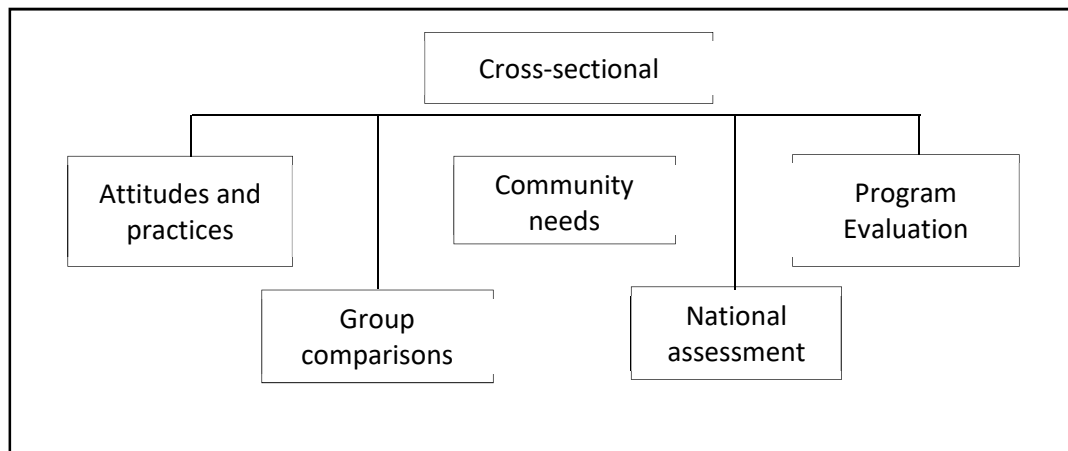 Cross-sectional
Attitudes and
practices
Community
needs
Program
Evaluation
Group
comparisons
National
assessment